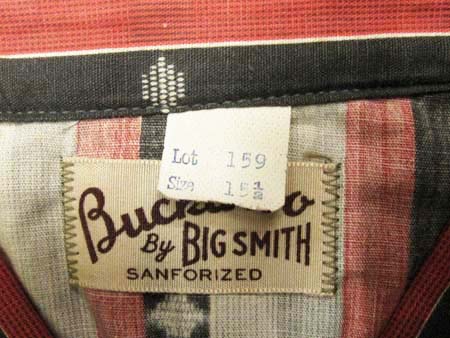 Lot 159
Size 15½
By BIG SMITH
SANFORIZED